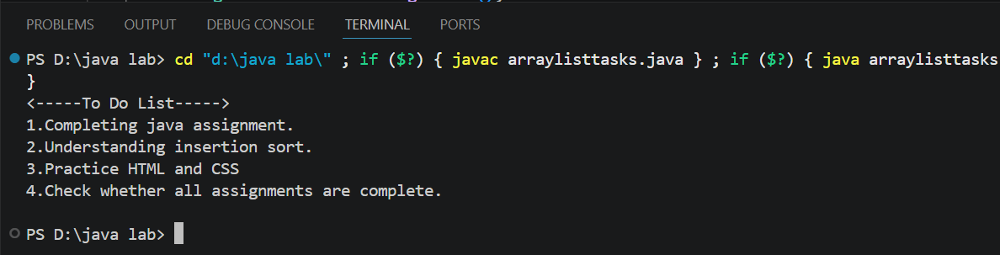 PROBLEMS OUTPUT DEBUG CONSOLE TERMINAL PORTS
PS D:\java lab> cd "d:\java lab\" ; if ($?) { javac arraylisttasks.java } ; if ($?) { java arraylisttasks
}
<-----To Do List----->
1.Completing java assignment.
2.Understanding insertion sort.
3.Practice HTML and CSS
4.Check whether all assignments are complete.
PS D:\java lab>